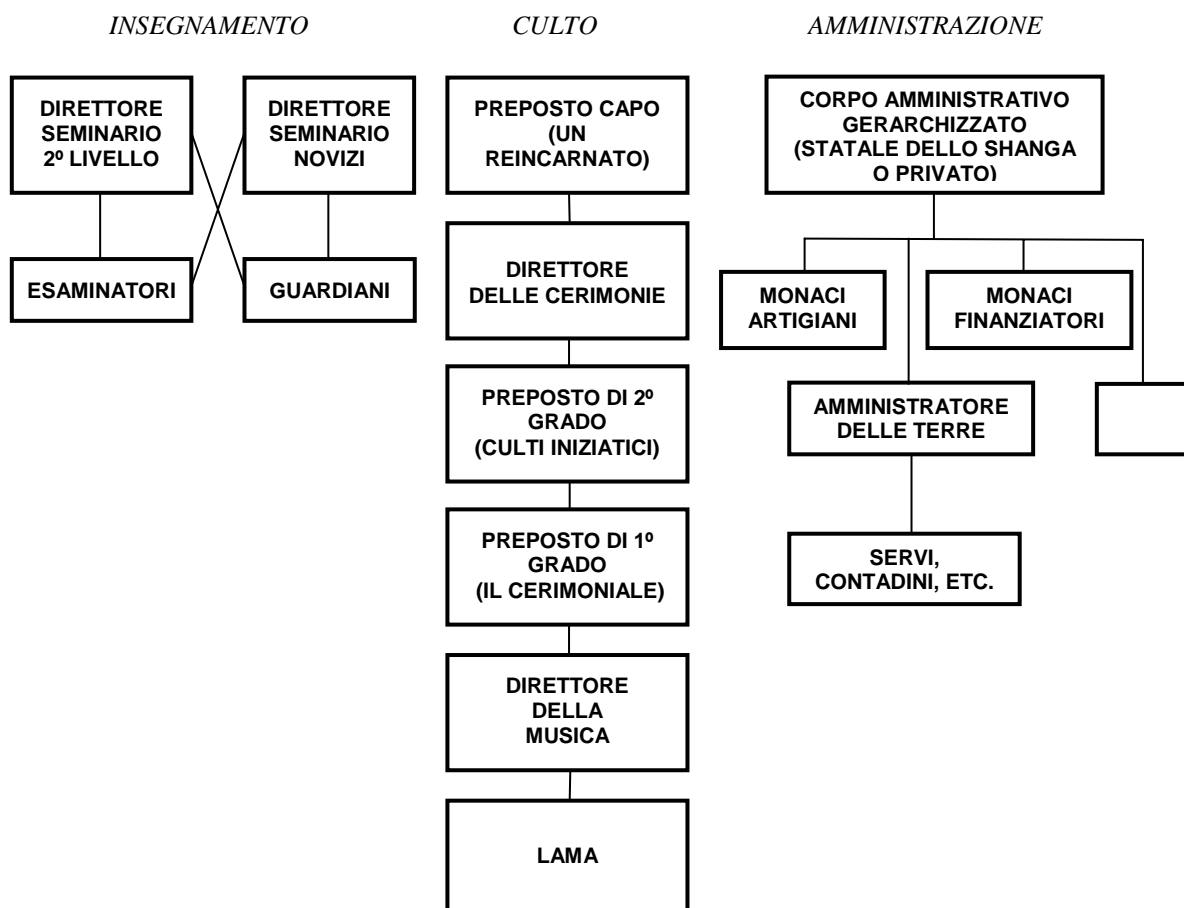 INSEGNAMENTO
CULTO
AMMINISTRAZIONE
DIRETTORE
SEMINARIO
2º LIVELLO
DIRETTORE
SEMINARIO
NOVIZI
PREPOSTO CAPO
(UN
REINCARNATO)
CORPO AMMINISTRATIVO
GERARCHIZZATO
(STATALE DELLO SHANGA
O PRIVATO)
ESAMINATORI
GUARDIANI
DIRETTORE
DELLE CERIMONIE
MONACI
ARTIGIANI
MONACI
FINANZIATORI
PREPOSTO DI 2º
GRADO
(CULTI INIZIATICI)
AMMINISTRATORE
DELLE TERRE
PREPOSTO DI 1º
GRADO
(IL CERIMONIALE)
SERVI,
CONTADINI, ETC.
DIRETTORE
DELLA
MUSICA
LAMA